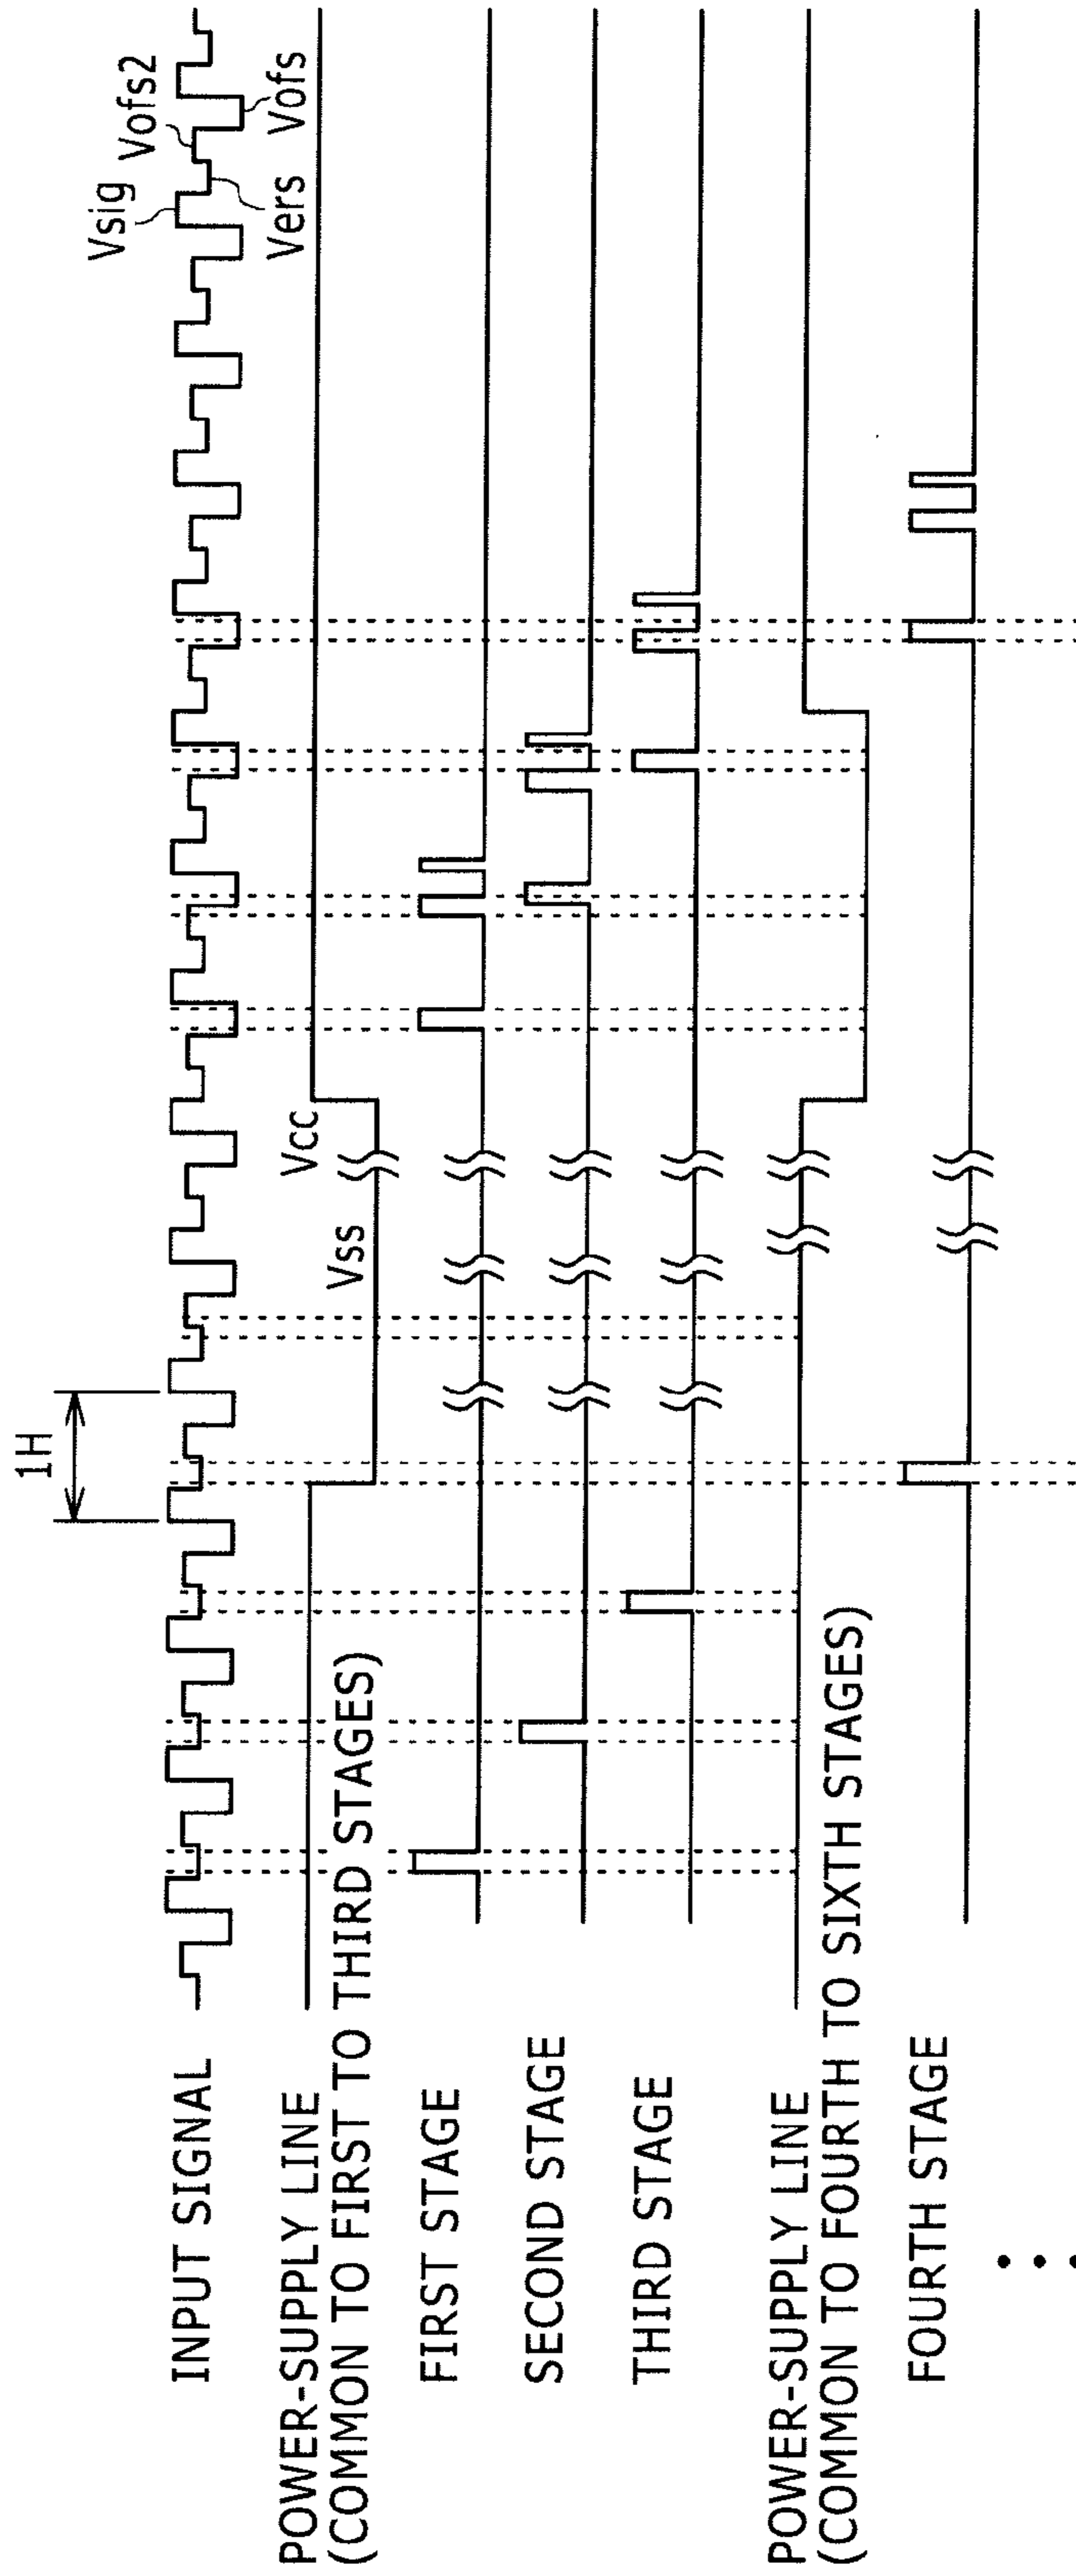 1H
Vsig
Vofs2
Vers
Vofs
INPUT SIGNAL
Vss
Vcc
POWER-SUPPLY LINE
(COMMON TO FIRST TO THIRD STAGES)
FIRST STAGE
SECOND STAGE
THIRD STAGE
POWER-SUPPLY LINE
(COMMON TO FOURTH TO SIXTH STAGES)
FOURTH STAGE